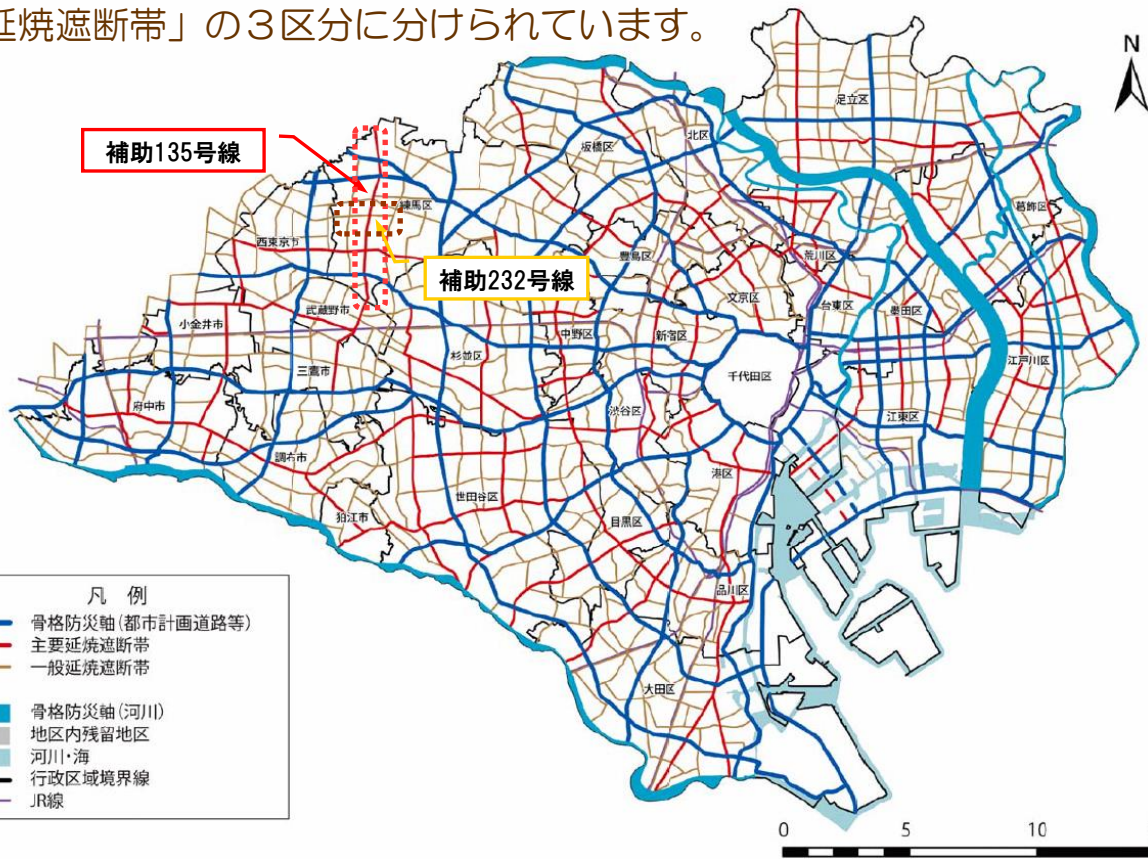 延焼遮断帯」の３区分に分けられています。
N
足立区
補助135号線
北区
板橋区
練馬区
葛飾区
西東京市
豊島区
荒川区
補助232号線
文京区
台東区
墨田区
武蔵野市
小金井市
中野区
新宿区
杉並区
江戸川区
三鷹市
千代田区
府中市
渋谷区
江東区
調布市
港区
世田谷区
狛江市
目黒区
品川区
大田区
凡 例
骨格防災軸(都市計画道路等)
主要延焼遮断帯
一般延焼遮断帯
骨格防災軸(河川)
地区内残留地区
河川・海
行政区域境界線
JR線
0 5 10